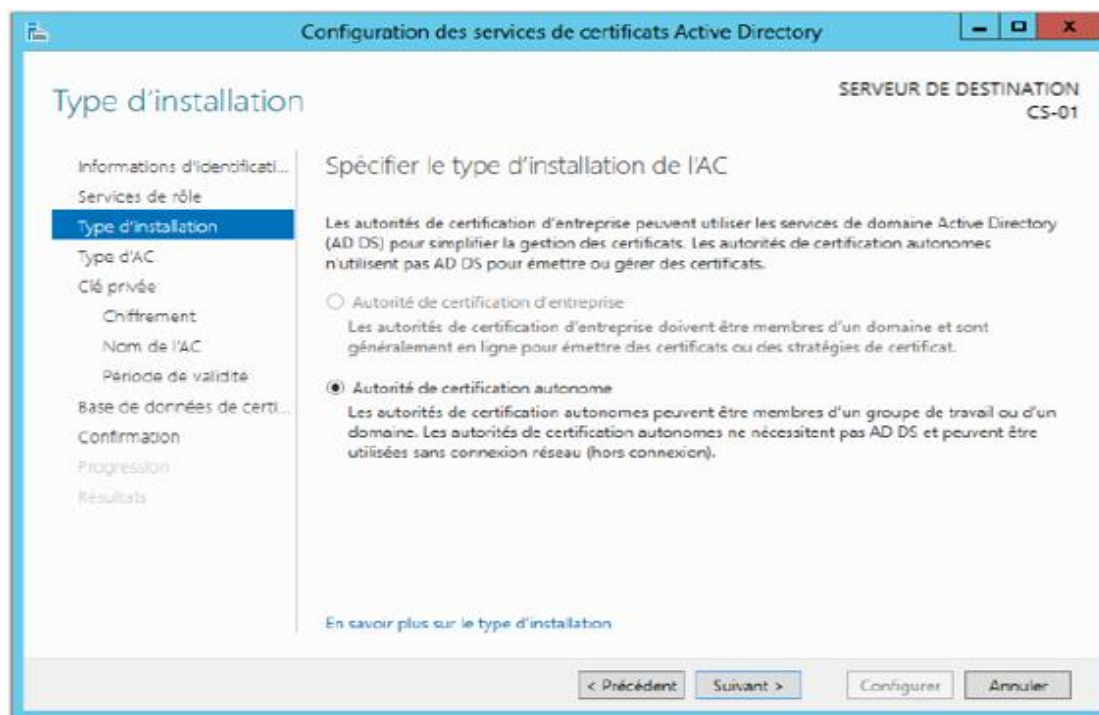 Configuration des services de certificats Active Directory
Type d'installation
SERVEUR DE DESTINATION
CS-01
Informations d'identificati...
Services de rôle
Type d'installation
Type d'AC
Clé privée
Chiffrement
Nom de l'AC
Période de validité
Base de données de certi...
Confirmation
Progression
Résultats
Spécifier le type d'installation de l'AC
Les autorités de certification d'entreprise peuvent utiliser les services de domaine Active Directory
(AD DS) pour simplifier la gestion des certificats. Les autorités de certification autonomes
n'utilisent pas AD DS pour émettre ou gérer des certificats.
Autorité de certification d'entreprise
Les autorités de certification d'entreprise doivent être membres d'un domaine et sont
généralement en ligne pour émettre des certificats ou des stratégies de certificat.
Autorité de certification autonome
Les autorités de certification autonomes peuvent être membres d'un groupe de travail ou d'un
domaine. Les autorités de certification autonomes ne nécessitent pas AD DS et peuvent être
utilisées sans connexion réseau (hors connexion).
En savoir plus sur le type d'installation
< Précédent
Suivant >
Configurer
Annuler